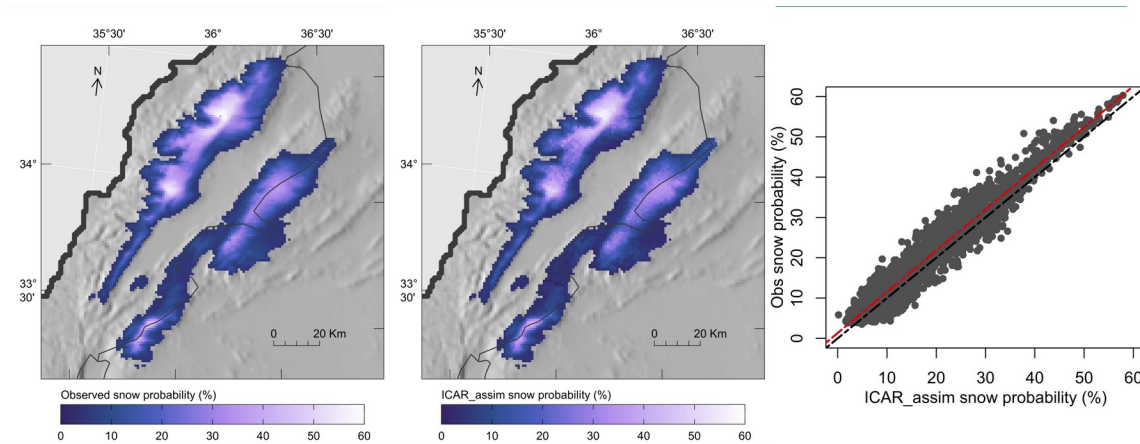 35°30' 36° 36°30'
N
34°
33°
30'
0 20 Km
Observed snow probability (%)
0 10 20 30 40 50 60
35°30' 36° 36°30'
N
34°
33°
30'
0 20 Km
ICAR_assim snow probability (%)
0 10 20 30 40 50 60
Obs snow probability (%)
60
50
40
30
20
10
0
0 10 20 30 40 50 60
ICAR_assim snow probability (%)